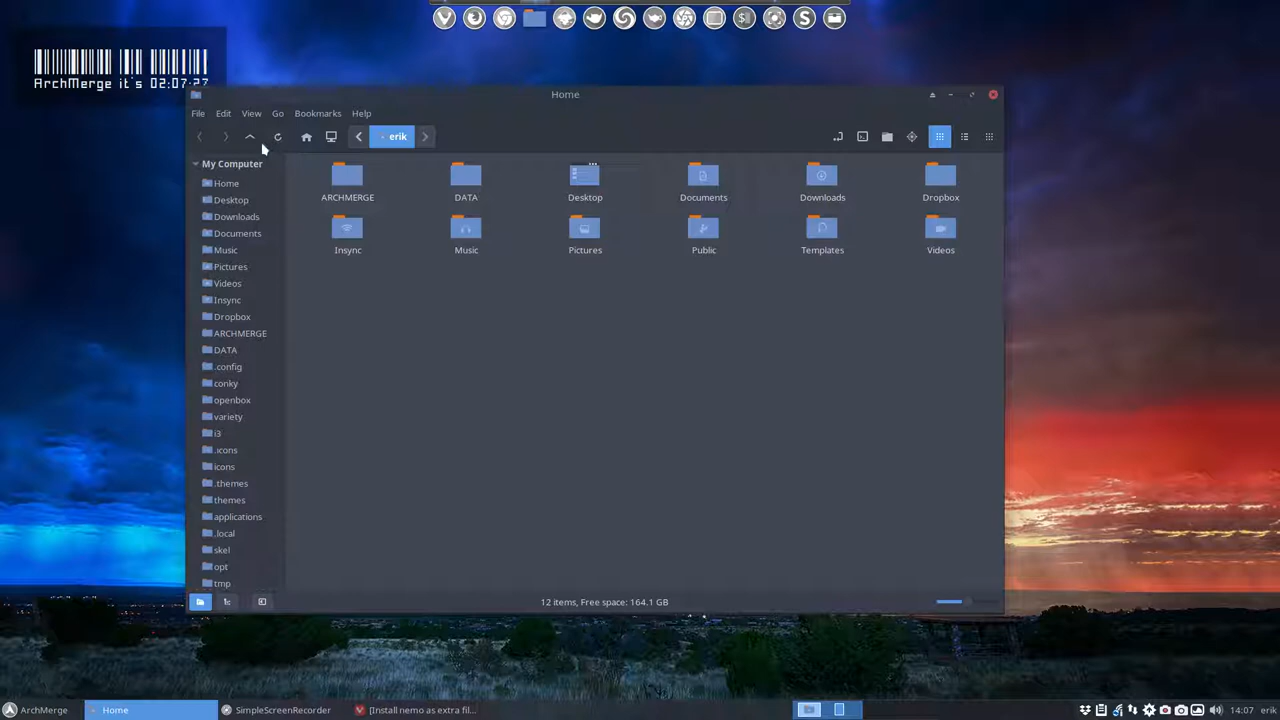 ArchMerge it's 02:07:27
Home
File Edit View Go Bookmarks Help
erik
My Computer
Home
Desktop
Downloads
Documents
Music
Pictures
Videos
Insync
Dropbox
ARCHMERGE
DATA
.config
conky
openbox
variety
i3
.icons
icons
.themes
themes
applications
.local
skel
opt
tmp
ARCHMERGE DATA Desktop Documents Downloads Dropbox
Insync Music Pictures Public Templates Videos
12 items, Free space: 164.1 GB
ArchMerge Home SimpleScreenRecorder [Install nemo as extra fil... 14:07 erik